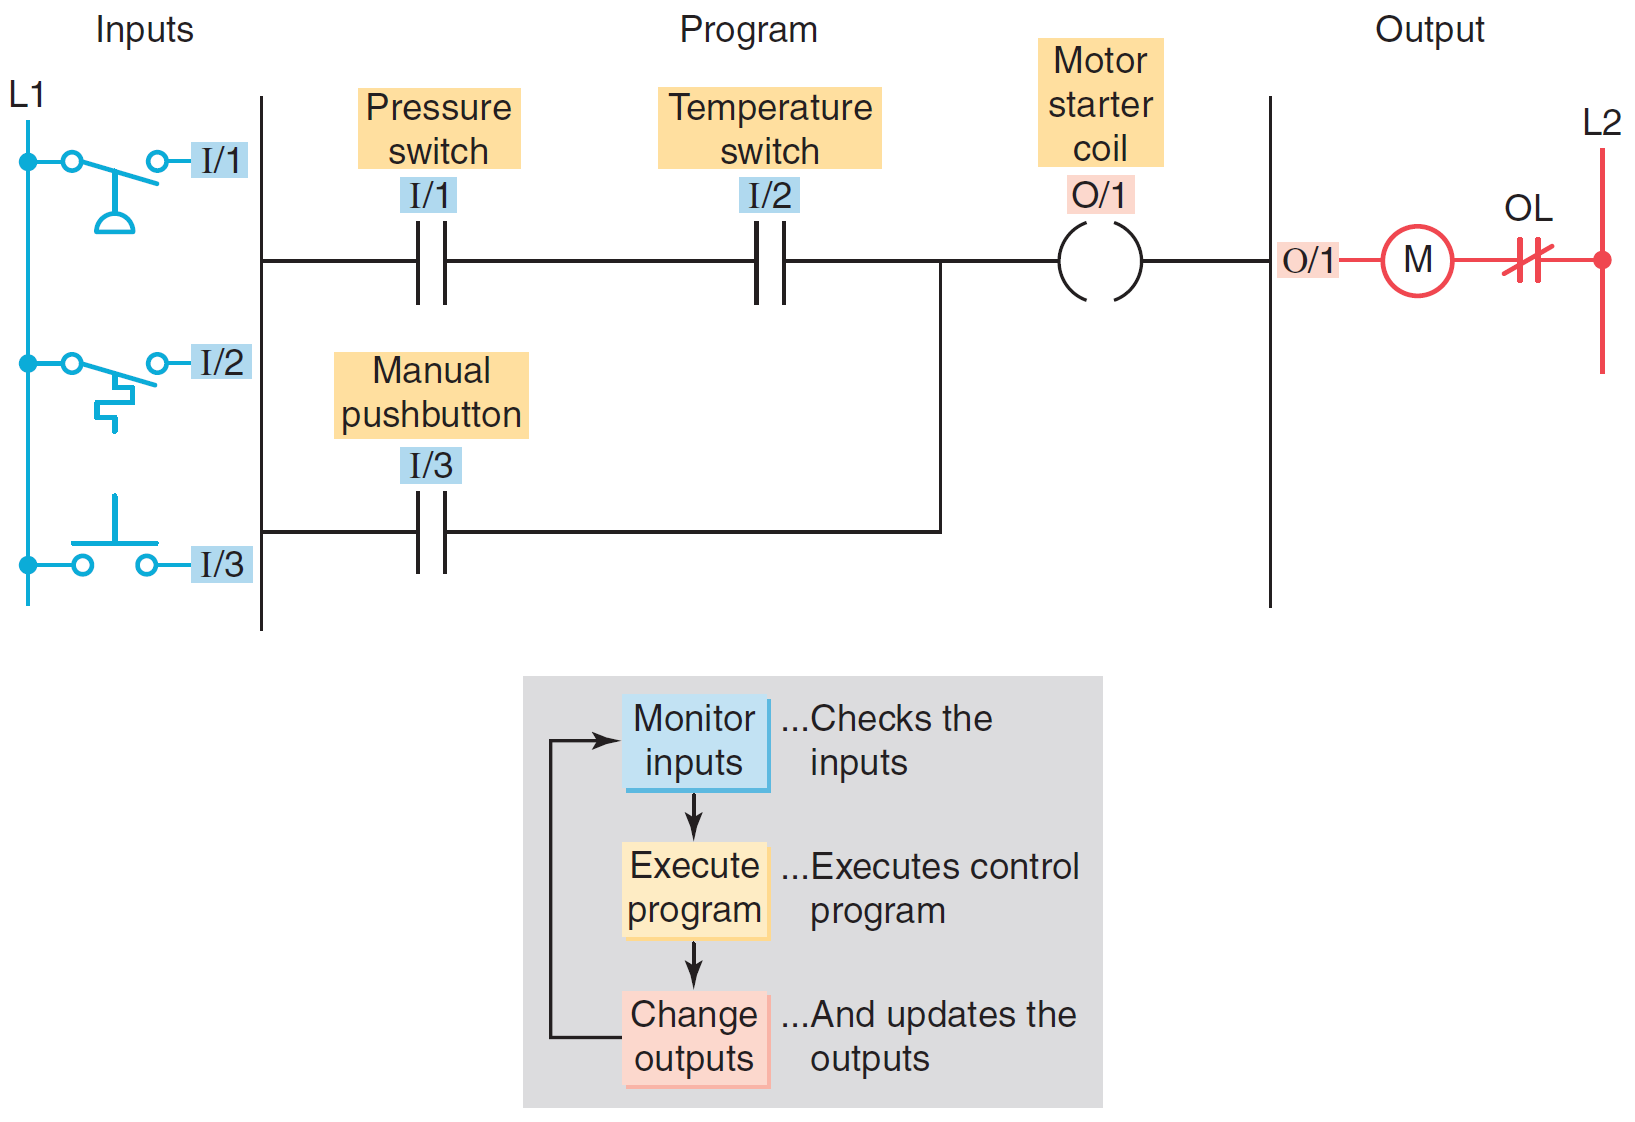 Inputs
Program
Output
L1
L2
I/1
I/2
I/3
Pressure
switch
I/1
Temperature
switch
I/2
Motor
starter
coil
O/1
Manual
pushbutton
I/3
O/1
M
OL
Monitor
inputs
...Checks the
inputs
Execute
program
...Executes control
program
Change
outputs
...And updates the
outputs